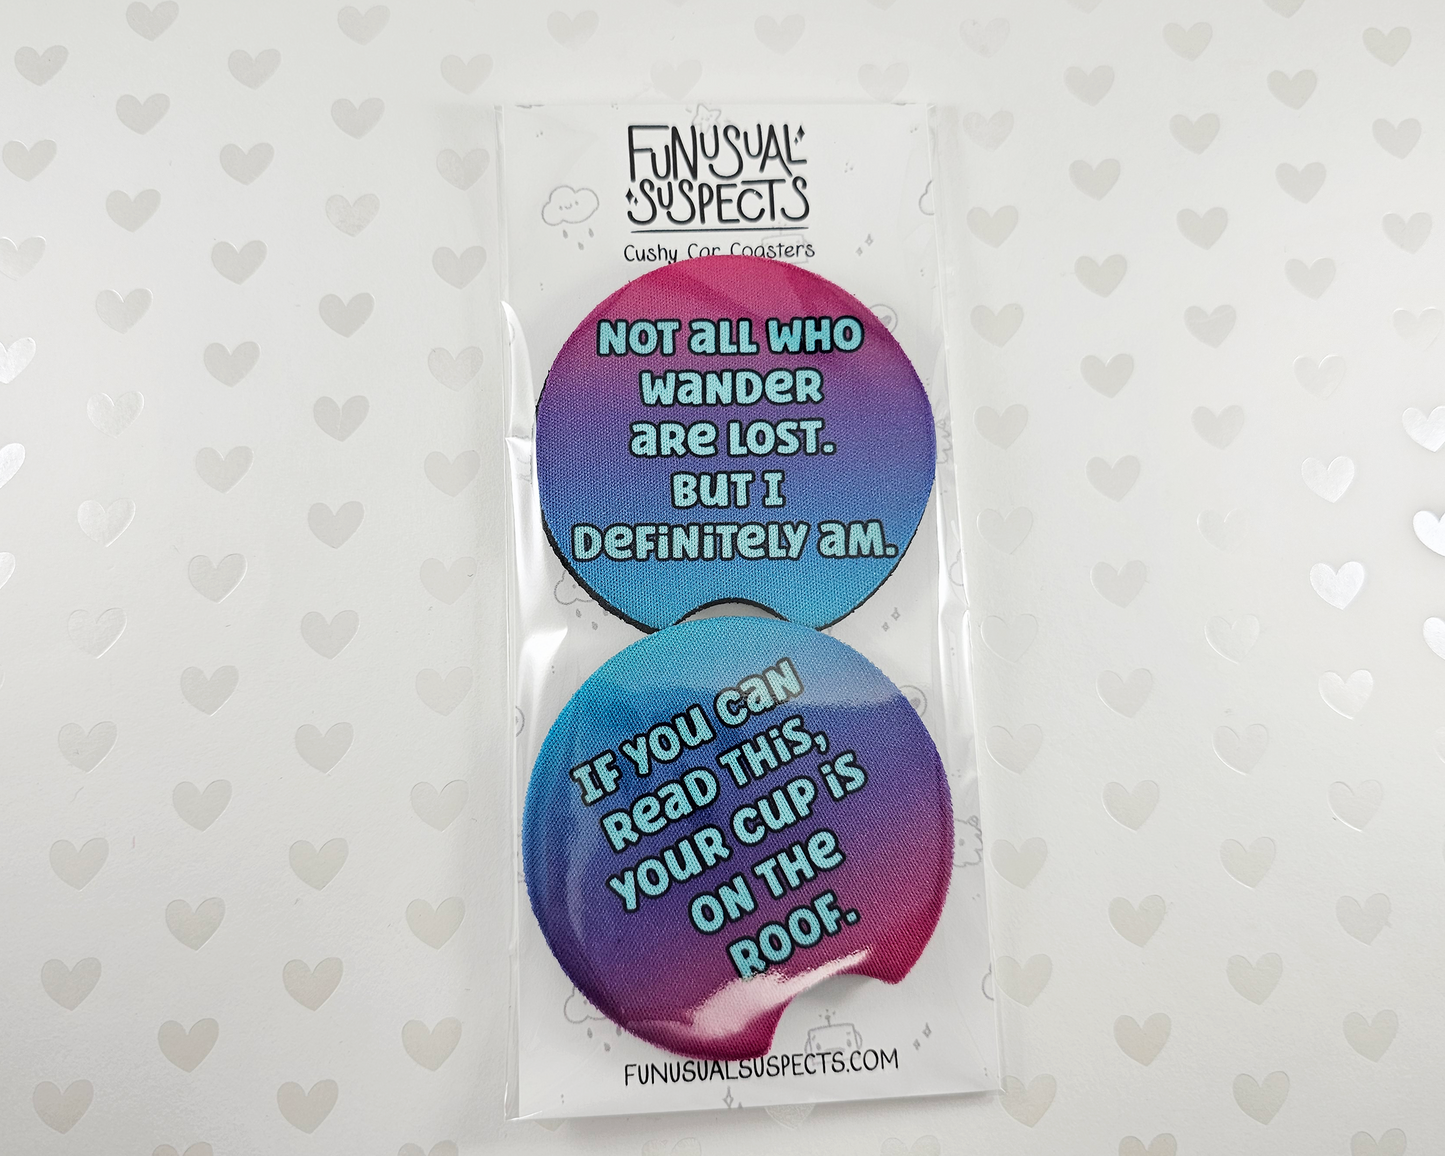 FUNUSUAL
SUSPECTS
Cushy Car Coasters
NOT ALL WHO
WANDER
ARE LOST.
BUT I
DEFINITELY AM.
IF YOU CAN
READ THIS,
YOUR CUP IS
ON THE
ROOF.
FUNUSUALSUSPECTS.COM